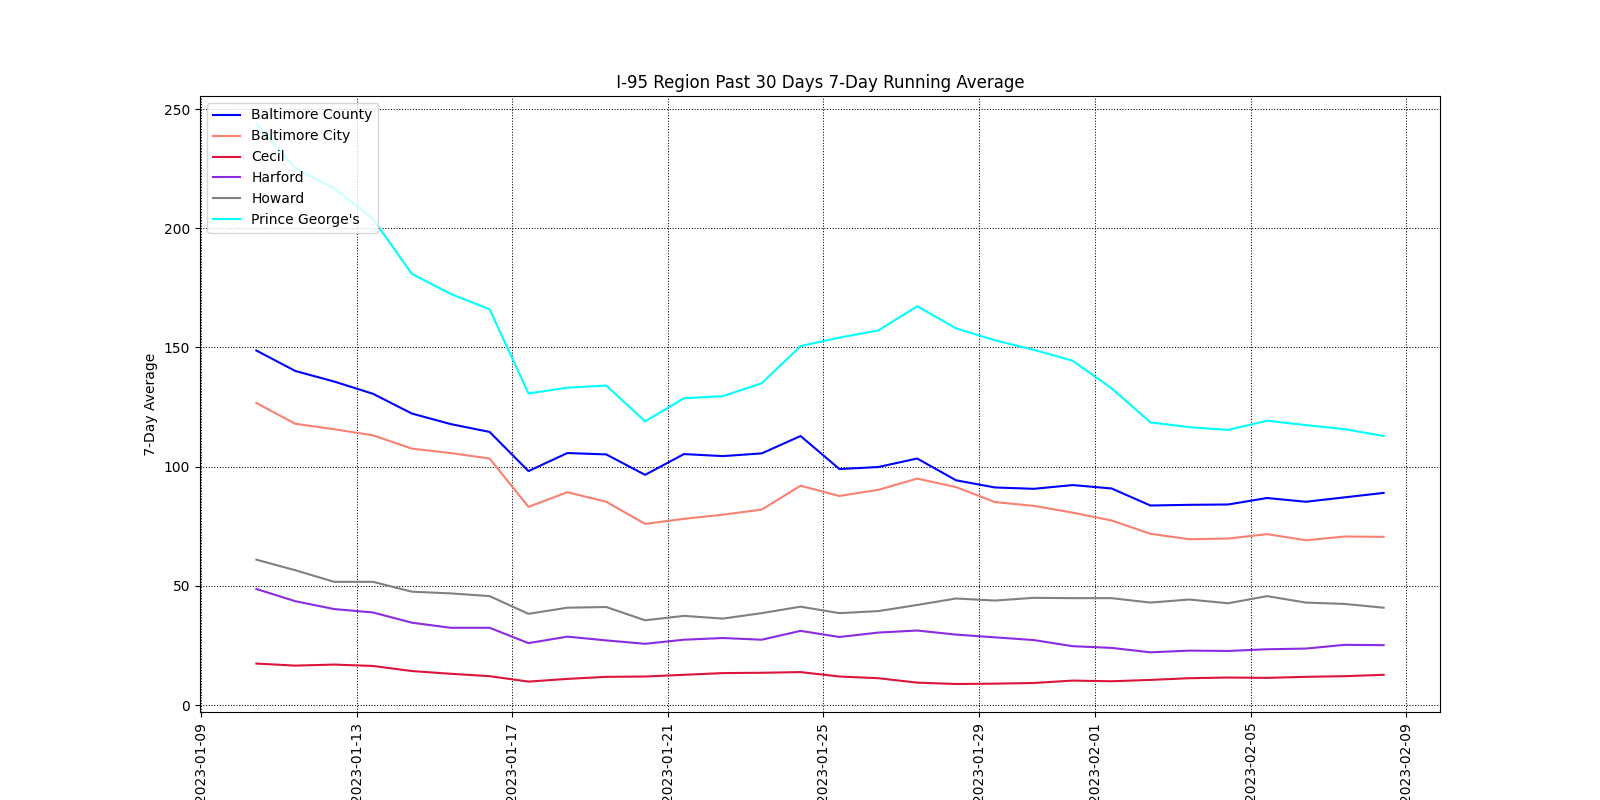 I-95 Region Past 30 Days 7-Day Running Average
250
200
150
100
50
0
7-Day Average
Baltimore County
Baltimore City
Cecil
Harford
Howard
Prince George's
2023-01-09
2023-01-13
2023-01-17
2023-01-21
2023-01-25
2023-01-29
2023-02-01
2023-02-05
2023-02-09